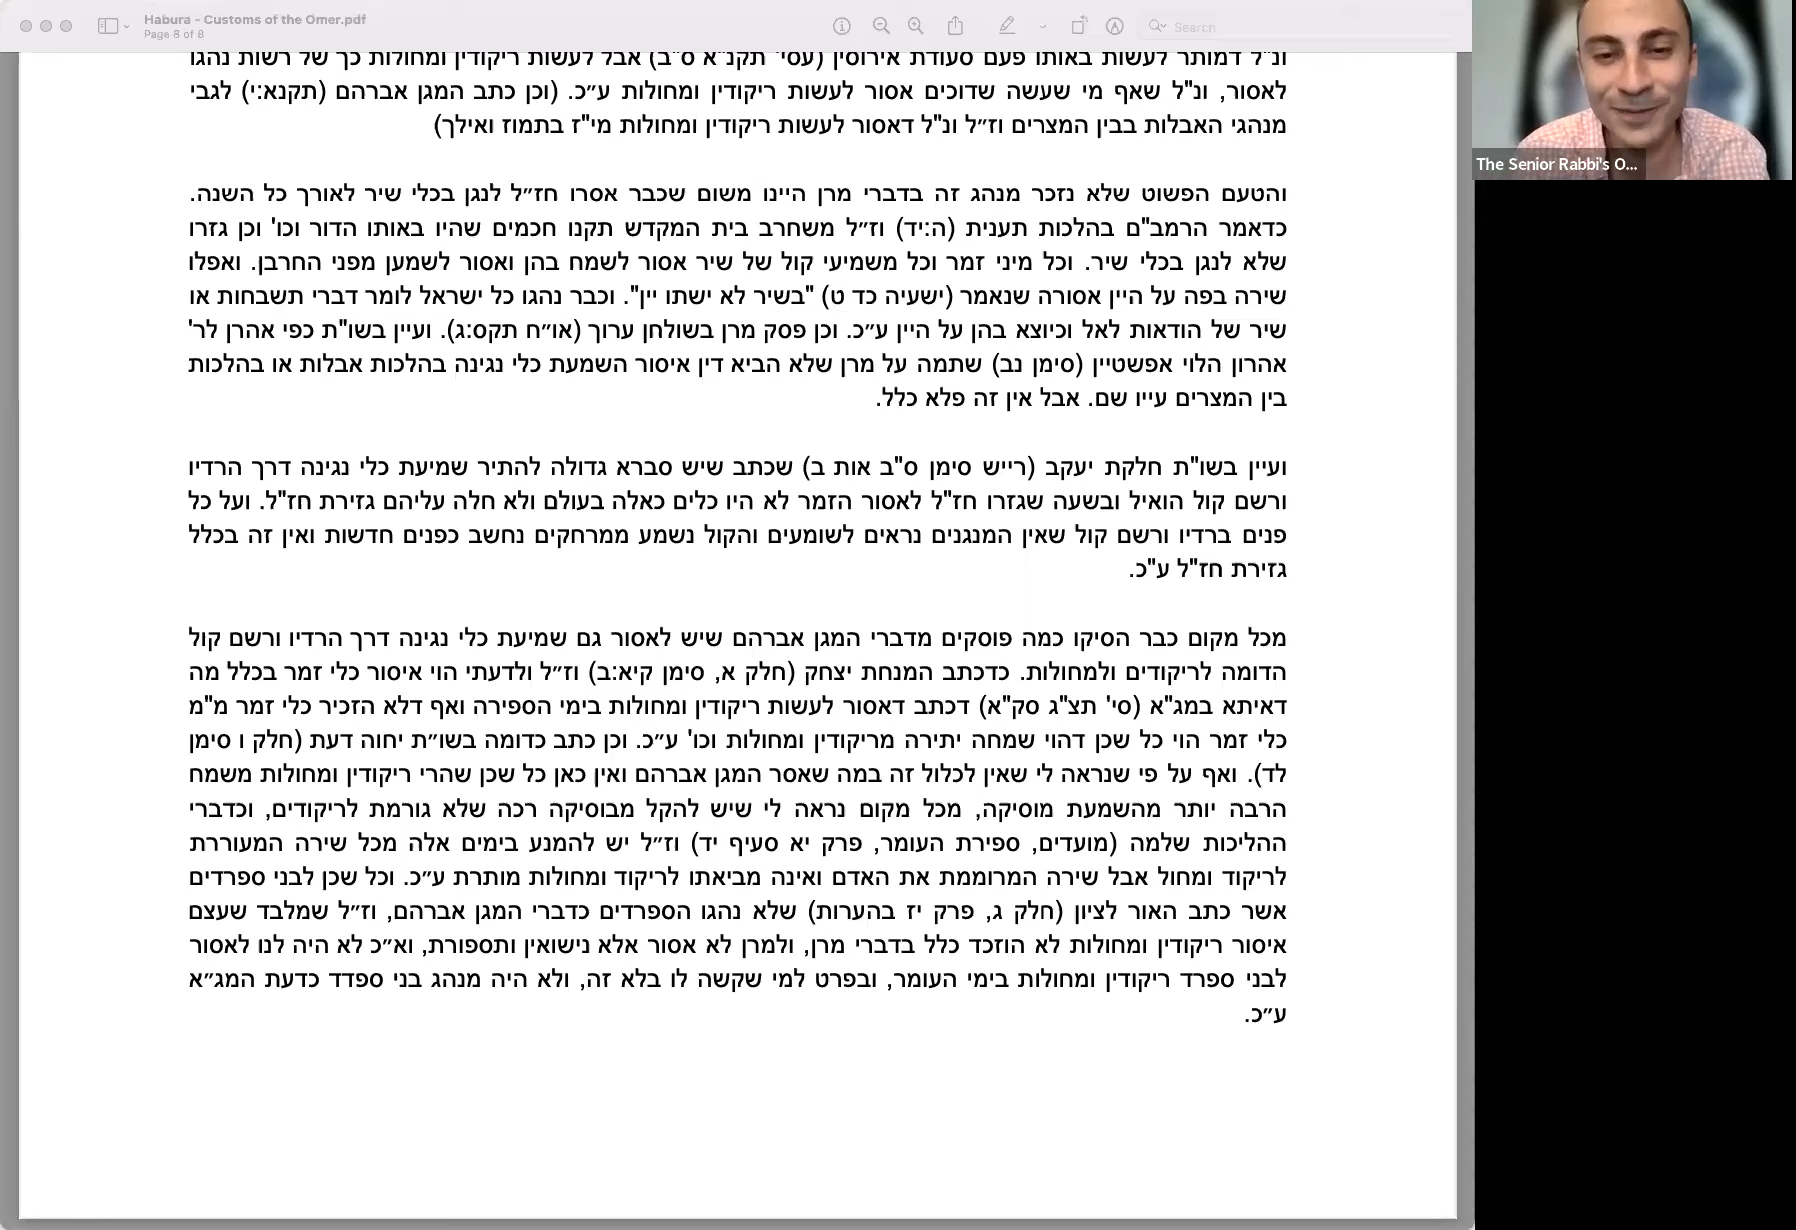 Habura - Customs of the Omer.pdf
Page 8 of 8
Search
The Senior Rabbi's O...
ונ"ל דמותר לעשות באותו פעם סעודת אירוסין (עסי' תקנ"א ס"ב) אבל לעשות ריקודין ומחולות כך של רשות נהגו
לאסור, ונ"ל שאף מי שעשה שדוכים אסור לעשות ריקודין ומחולות ע״כ. (וכן כתב המגן אברהם (תקנא:י) לגבי
מנהגי האבלות בבין המצרים וז״ל ונ"ל דאסור לעשות ריקודין ומחולות מי"ז בתמוז ואילך)
והטעם הפשוט שלא נזכר מנהג זה בדברי מרן היינו משום שכבר אסרו חז״ל לנגן בכלי שיר לאורך כל השנה.
כדאמר הרמב"ם בהלכות תענית (ה:יד) וז״ל משחרב בית המקדש תקנו חכמים שהיו באותו הדור וכו' וכן גזרו
שלא לנגן בכלי שיר. וכל מיני זמר וכל משמיעי קול של שיר אסור לשמח בהן ואסור לשמען מפני החרבן. ואפלו
שירה בפה על היין אסורה שנאמר (ישעיה כד ט) "בשיר לא ישתו יין". וכבר נהגו כל ישראל לומר דברי תשבחות או
שיר של הודאות לאל וכיוצא בהן על היין ע״כ. וכן פסק מרן בשולחן ערוך (או״ח תקס:ג). ועיין בשו"ת כפי אהרן לר'
אהרון הלוי אפשטיין (סימן נב) שתמה על מרן שלא הביא דין איסור השמעת כלי נגינה בהלכות אבלות או בהלכות
בין המצרים עייו שם. אבל אין זה פלא כלל.
ועיין בשו"ת חלקת יעקב (רייש סימן ס"ב אות ב) שכתב שיש סברא גדולה להתיר שמיעת כלי נגינה דרך הרדיו
ורשם קול הואיל ובשעה שגזרו חז"ל לאסור הזמר לא היו כלים כאלה בעולם ולא חלה עליהם גזירת חז"ל. ועל כל
פנים ברדיו ורשם קול שאין המנגנים נראים לשומעים והקול נשמע ממרחקים נחשב כפנים חדשות ואין זה בכלל
גזירת חז"ל ע"כ.
מכל מקום כבר הסיקו כמה פוסקים מדברי המגן אברהם שיש לאסור גם שמיעת כלי נגינה דרך הרדיו ורשם קול
הדומה לריקודים ולמחולות. כדכתב המנחת יצחק (חלק א, סימן קיא:ב) וז״ל ולדעתי הוי איסור כלי זמר בכלל מה
דאיתא במג"א (סי' תצ"ג סק"א) דכתב דאסור לעשות ריקודין ומחולות בימי הספירה ואף דלא הזכיר כלי זמר מ"מ
כלי זמר הוי כל שכן דהוי שמחה יתירה מריקודין ומחולות וכו' ע״כ. וכן כתב כדומה בשו״ת יחוה דעת (חלק ו סימן
לד). ואף על פי שנראה לי שאין לכלול זה במה שאסר המגן אברהם ואין כאן כל שכן שהרי ריקודין ומחולות משמח
הרבה יותר מהשמעת מוסיקה, מכל מקום נראה לי שיש להקל מבוסיקה רכה שלא גורמת לריקודים, וכדברי
ההליכות שלמה (מועדים, ספירת העומר, פרק יא סעיף יד) וז״ל יש להמנע בימים אלה מכל שירה המעוררת
לריקוד ומחול אבל שירה המרוממת את האדם ואינה מביאתו לריקוד ומחולות מותרת ע״כ. וכל שכן לבני ספרדים
אשר כתב האור לציון (חלק ג, פרק יז בהערות) שלא נהגו הספרדים כדברי המגן אברהם, וז״ל שמלבד שעצם
איסור ריקודין ומחולות לא הוזכד כלל בדברי מרן, ולמרן לא אסור אלא נישואין ותספורת, וא״כ לא היה לנו לאסור
לבני ספרד ריקודין ומחולות בימי העומר, ובפרט למי שקשה לו בלא זה, ולא היה מנהג בני ספדד כדעת המג״א
ע״כ.